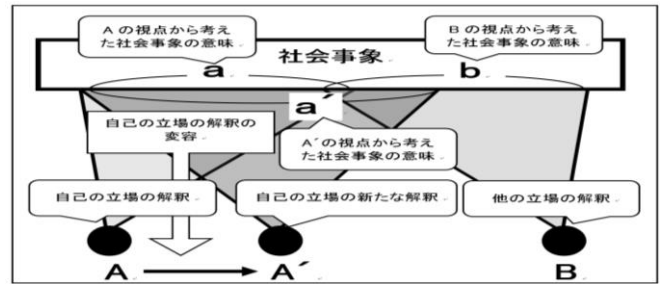 Aの視点から考え
た社会事象の意味
社会事象
Bの視点から考え
た社会事象の意味
a
b
a´
自己の立場の解釈の
変容
A´の視点から考え
た社会事象の意味
自己の立場の解釈
自己の立場の新たな解釈
他の立場の解釈
A
A´
B